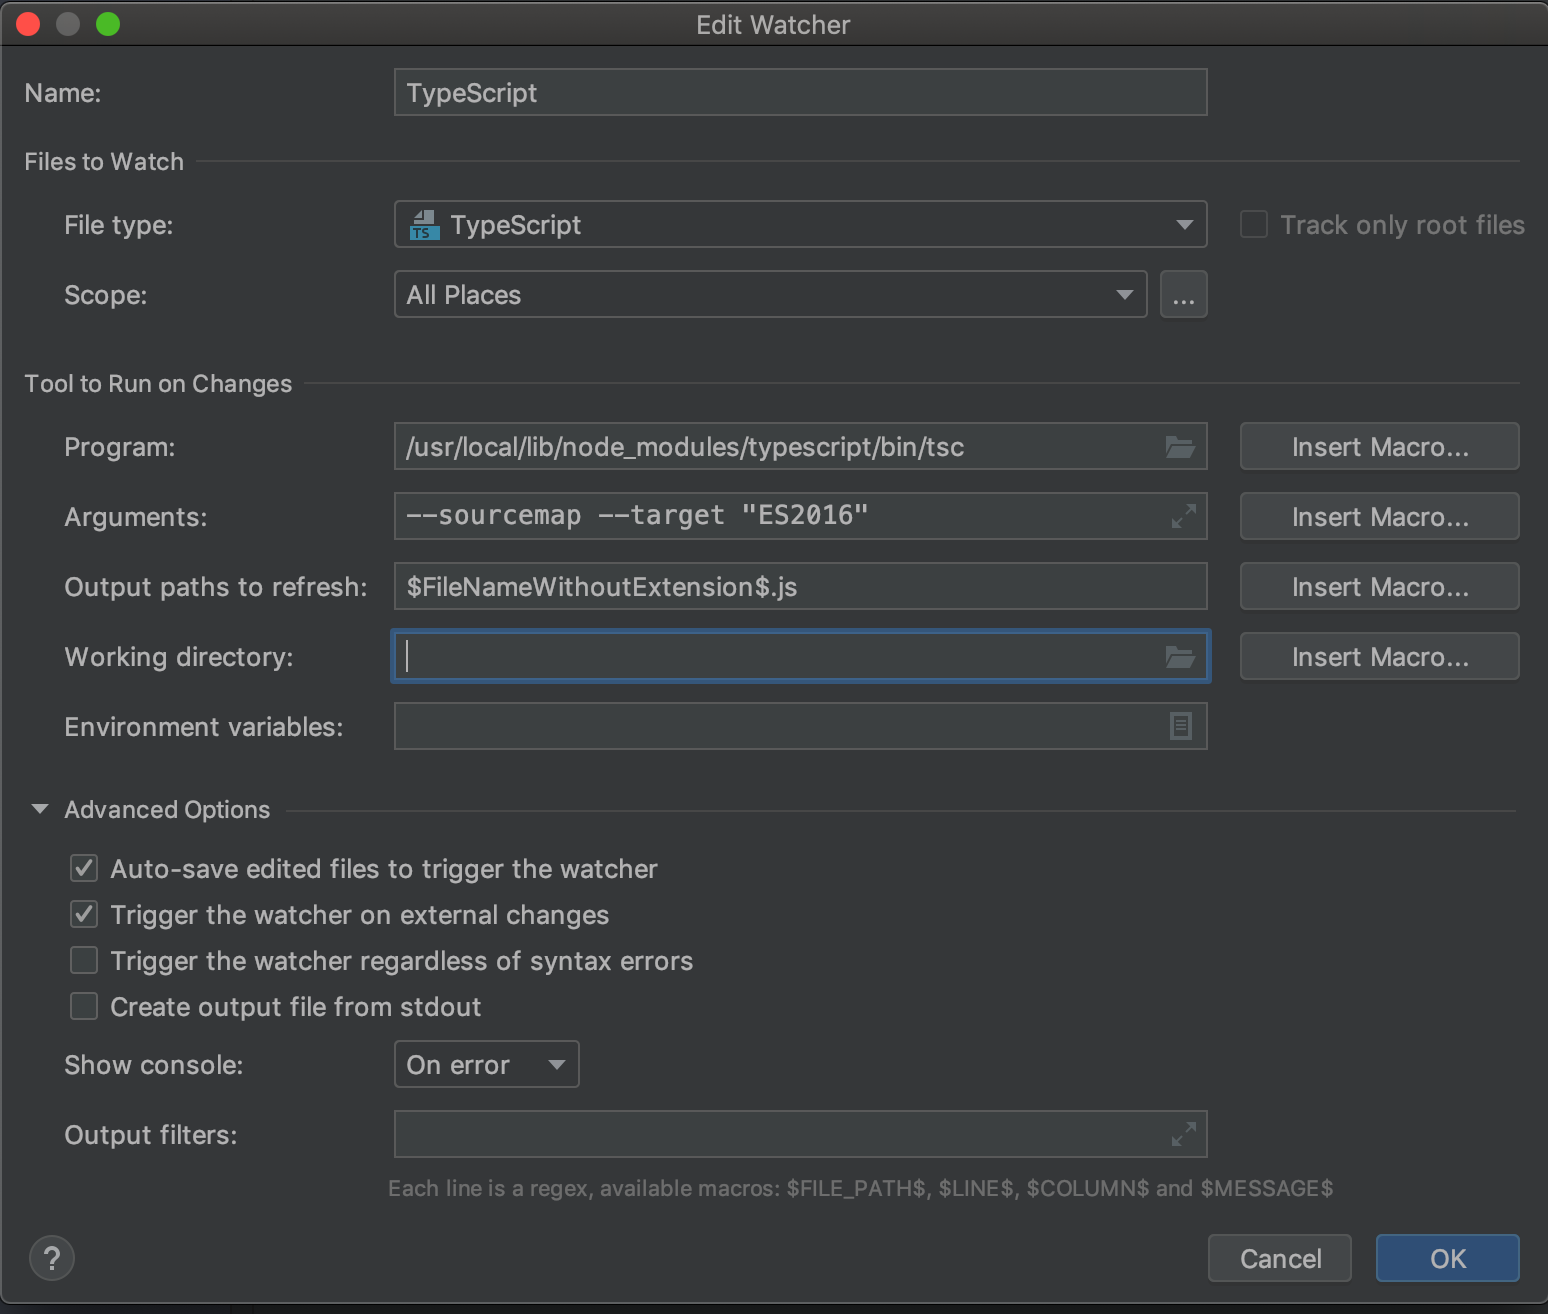 Edit Watcher
Name: TypeScript
Files to Watch
File type: TS TypeScript Track only root files
Scope: All Places ...
Tool to Run on Changes
Program: /usr/local/lib/node_modules/typescript/bin/tsc Insert Macro...
Arguments: --sourcemap --target "ES2016" Insert Macro...
Output paths to refresh: $FileNameWithoutExtension$.js Insert Macro...
Working directory: Insert Macro...
Environment variables:
Advanced Options
Auto-save edited files to trigger the watcher
Trigger the watcher on external changes
Trigger the watcher regardless of syntax errors
Create output file from stdout
Show console: On error
Output filters:
Each line is a regex, available macros: $FILE_PATH$, $LINE$, $COLUMN$ and $MESSAGE$
? Cancel OK